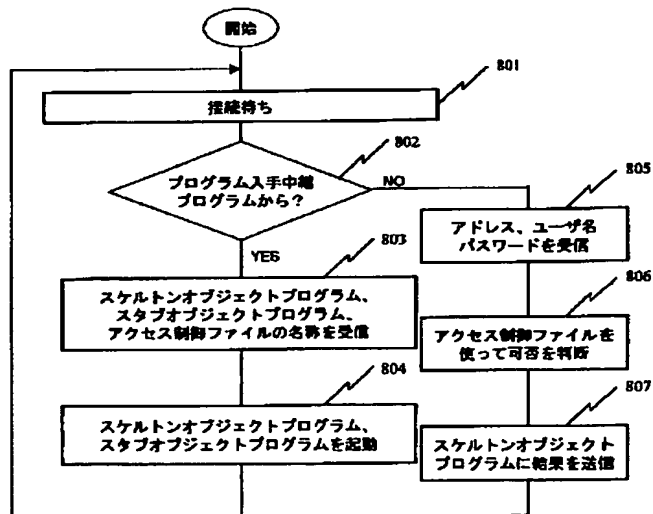 開始
801
接続待ち
802
プログラム入手中継
プログラムから？
NO
YES
803
スケルトンオブジェクトプログラム、
スタブオブジェクトプログラム、
アクセス制御ファイルの名称を受信
804
スケルトンオブジェクトプログラム、
スタブオブジェクトプログラムを起動
805
アドレス、ユーザ名
パスワードを受信
806
アクセス制御ファイルを
使って可否を判断
807
スケルトンオブジェクト
プログラムに結果を送信